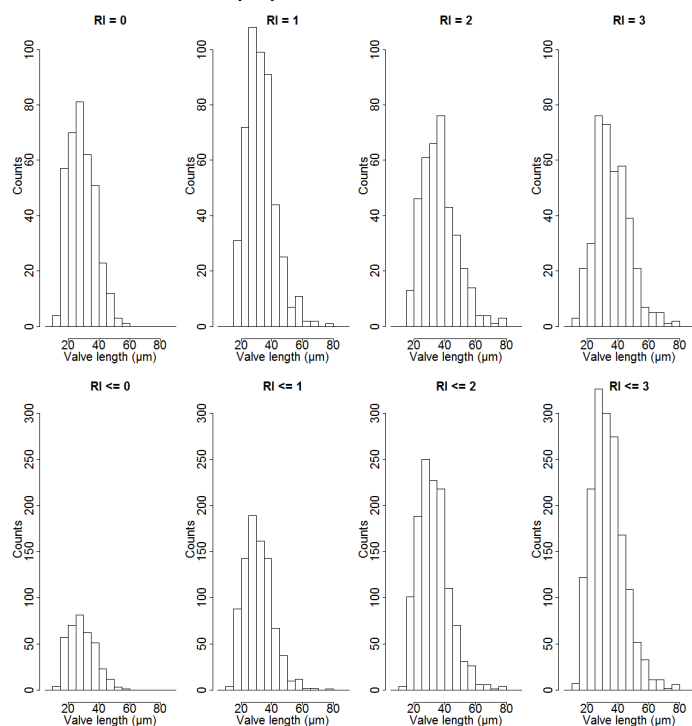 RI = 0
RI = 1
RI = 2
RI = 3
Counts
0 20 40 60 80 100
Counts
0 20 40 60 80 100
Counts
0 20 40 60 80 100
Counts
0 20 40 60 80 100
20 40 60 80
20 40 60 80
20 40 60 80
20 40 60 80
Valve length (µm)
Valve length (µm)
Valve length (µm)
Valve length (µm)
RI <= 0
RI <= 1
RI <= 2
RI <= 3
Counts
0 50 100 150 200 250 300
Counts
0 50 100 150 200 250 300
Counts
0 50 100 150 200 250 300
Counts
0 50 100 150 200 250 300
20 40 60 80
20 40 60 80
20 40 60 80
20 40 60 80
Valve length (µm)
Valve length (µm)
Valve length (µm)
Valve length (µm)